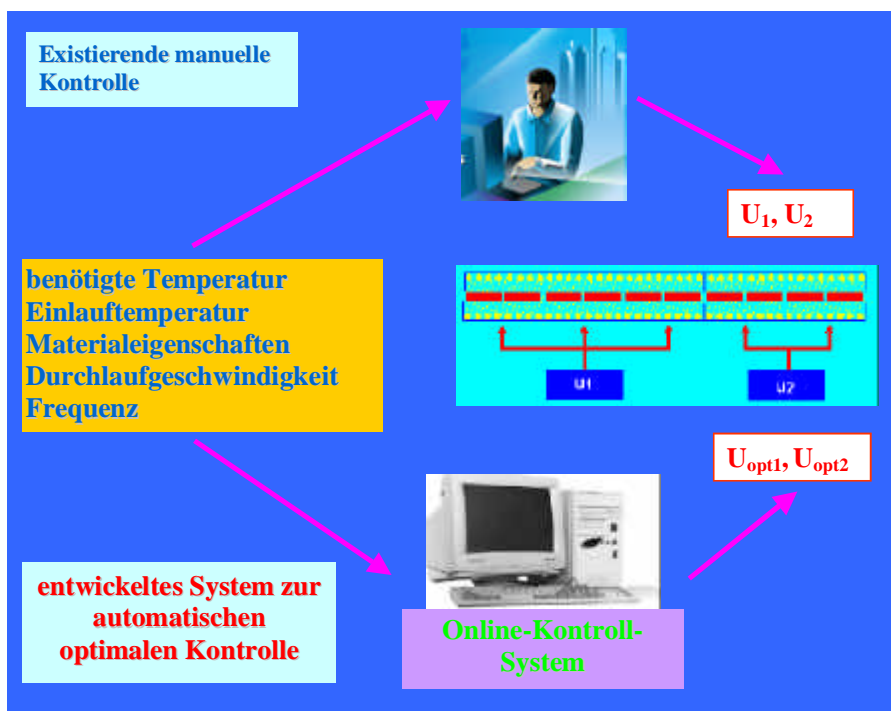 Existierende manuelle
Kontrolle
U₁, U₂
benötigte Temperatur
Einlauftemperatur
Materialeigenschaften
Durchlaufgeschwindigkeit
Frequenz
U1
U2
Uₒₚₜ₁, Uₒₚₜ₂
entwickeltes System zur
automatischen
optimalen Kontrolle
Online-Kontroll-
System